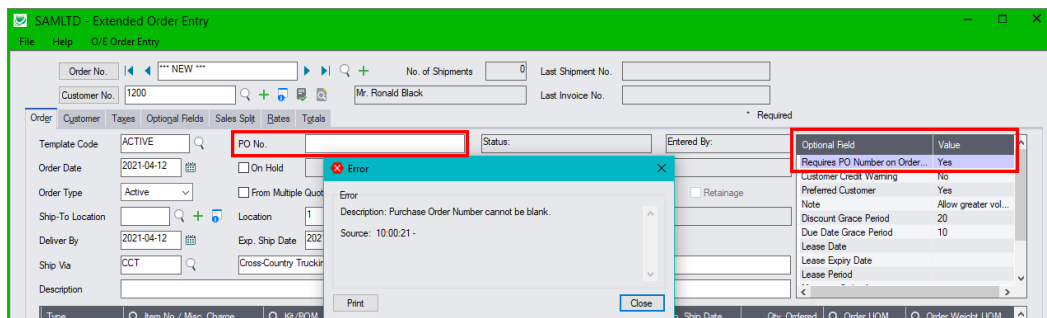 SAMLTD - Extended Order Entry
File Help O/E Order Entry
Order No. *** NEW *** No. of Shipments 0 Last Shipment No.
Customer No. 1200 Mr. Ronald Black Last Invoice No.
Order Customer Taxes Optional Fields Sales Split Rates Totals * Required
Template Code ACTIVE PO No. Status: Entered By: Optional Field Value
Order Date 2021-04-12 On Hold Error Requires PO Number on Order... Yes
Customer Credit Warning No
Order Type Active From Multiple Quot Error Retainage Preferred Customer Yes
Description: Purchase Order Number cannot be blank. Note Allow greater vol...
Ship-To Location Location 1 Discount Grace Period 20
Source: 10:00:21 - Due Date Grace Period 10
Deliver By 2021-04-12 Exp. Ship Date 202 Lease Date
Ship Via CCT Cross-Country Truckin Lease Expiry Date
Lease Period
Description Print Close
Type Item No. / Misc. Charge Kit/BOM Ship Date Qty. Ordered Order UOM Order Weight UOM